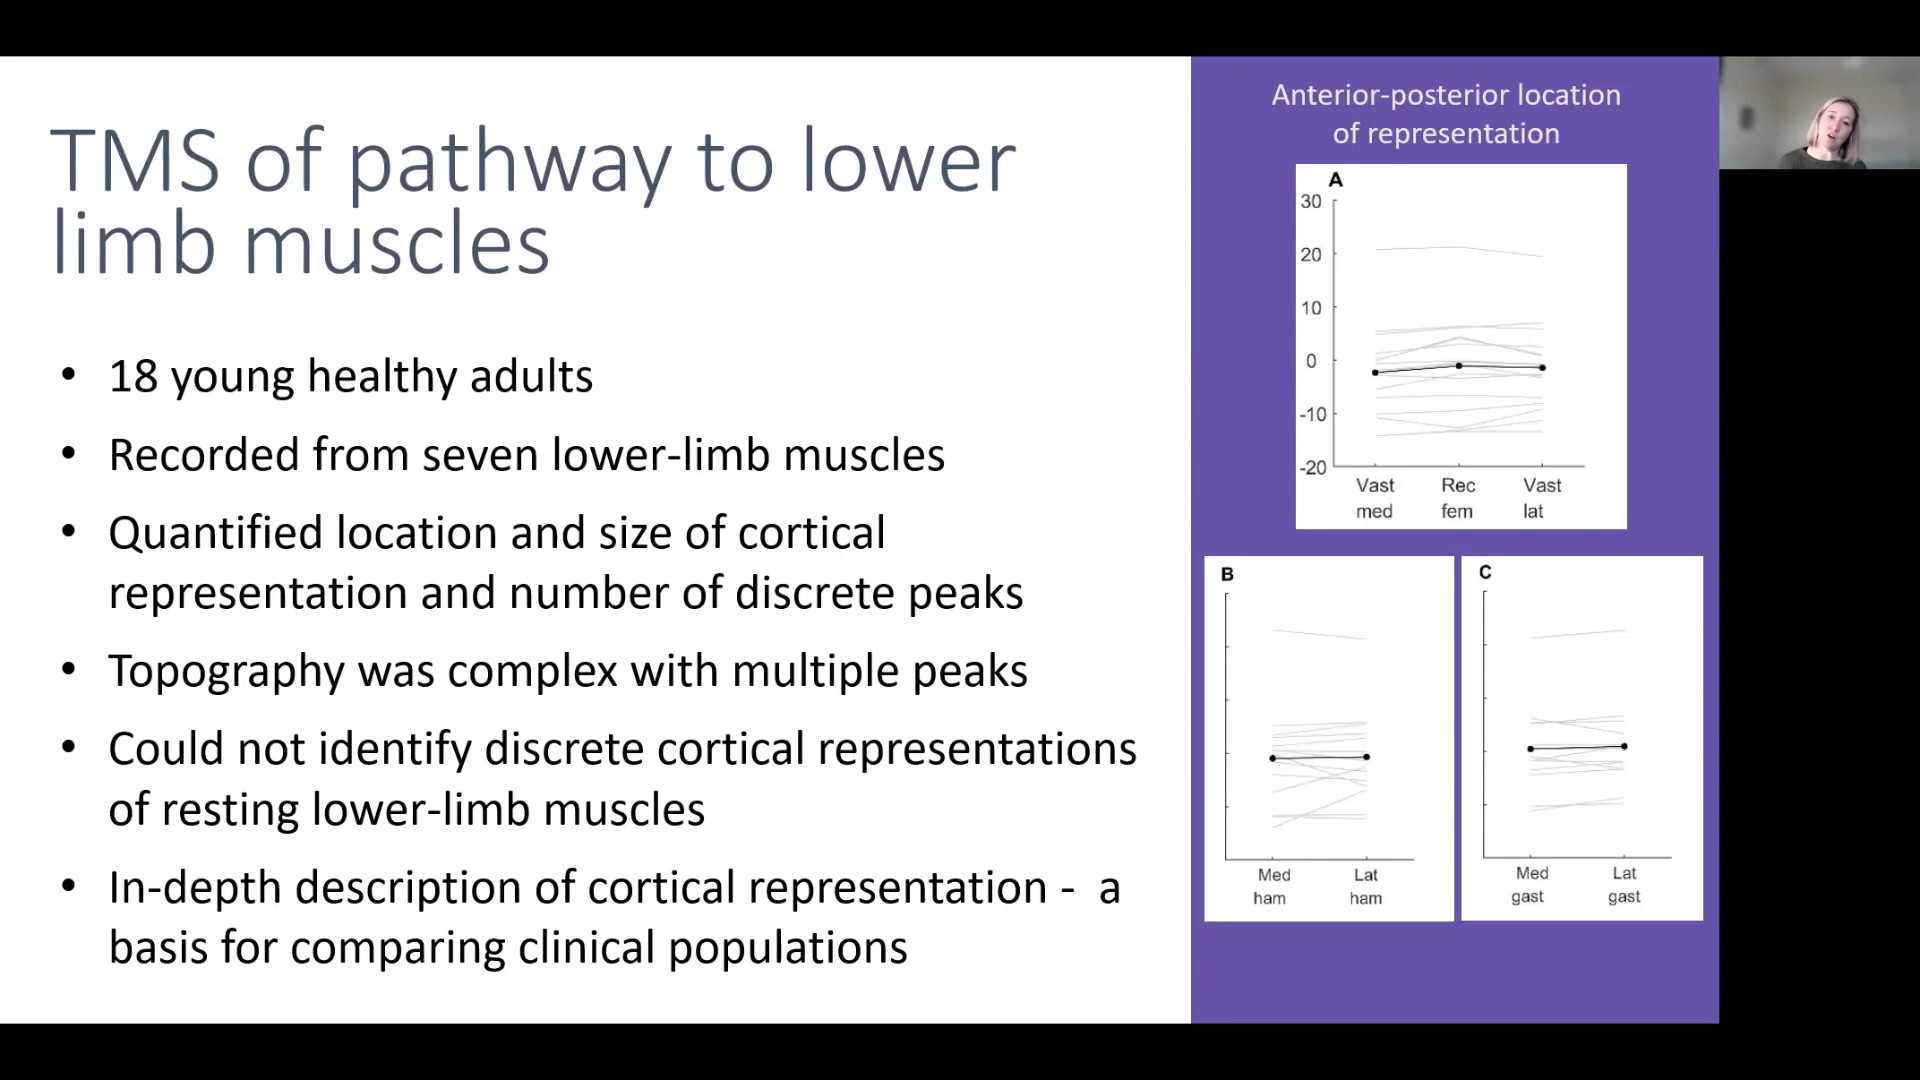 TMS of pathway to lower
limb muscles
• 18 young healthy adults
• Recorded from seven lower-limb muscles
• Quantified location and size of cortical
representation and number of discrete peaks
• Topography was complex with multiple peaks
• Could not identify discrete cortical representations
of resting lower-limb muscles
• In-depth description of cortical representation - a
basis for comparing clinical populations
Anterior-posterior location
of representation
A
30
20
10
0
-10
-20
Vast Rec Vast
med fem lat
B
Med Lat
ham ham
C
Med Lat
gast gast